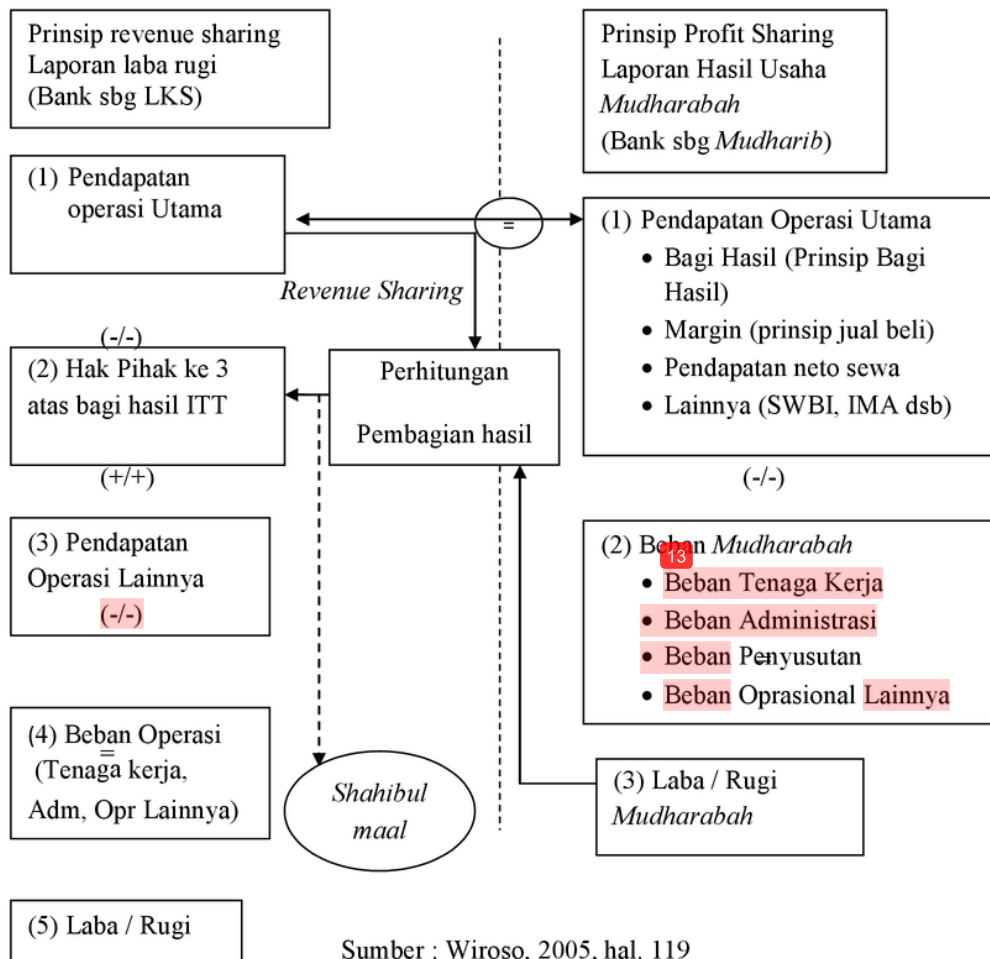 Prinsip revenue sharing
Laporan laba rugi
(Bank sbg LKS)
Prinsip Profit Sharing
Laporan Hasil Usaha
Mudharabah
(Bank sbg Mudharib)
(1) Pendapatan
operasi Utama
=
(1) Pendapatan Operasi Utama
• Bagi Hasil (Prinsip Bagi
Hasil)
• Margin (prinsip jual beli)
• Pendapatan neto sewa
• Lainnya (SWBI, IMA dsb)
Revenue Sharing
(-/-)
(2) Hak Pihak ke 3
atas bagi hasil ITT
Perhitungan
Pembagian hasil
(+/+)
(-/-)
(3) Pendapatan
Operasi Lainnya
(-/-)
(2) Beban Mudharabah
13
• Beban Tenaga Kerja
• Beban Administrasi
• Beban Penyusutan
=
• Beban Oprasional Lainnya
(4) Beban Operasi
=
(Tenaga kerja,
Adm, Opr Lainnya)
Shahibul
maal
(3) Laba / Rugi
Mudharabah
(5) Laba / Rugi
Sumber : Wiroso, 2005, hal. 119